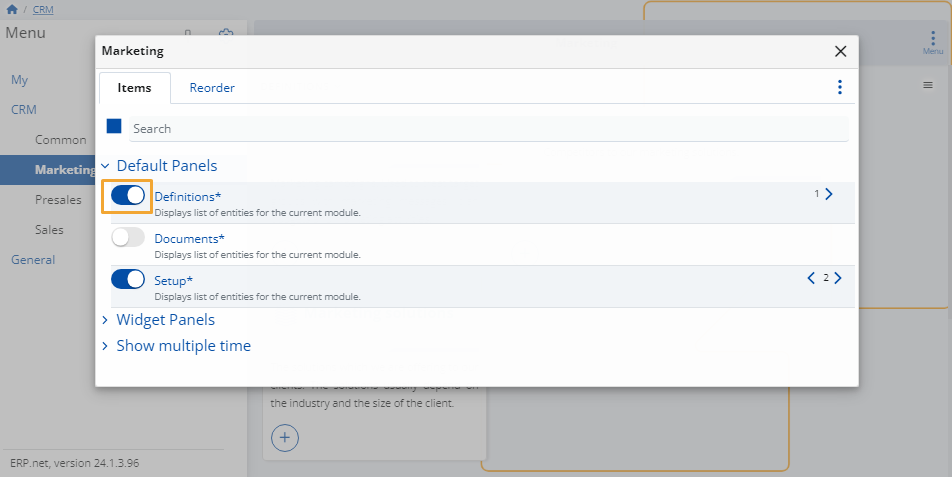 / CRM
Menu
Menu
Marketing
Items
Reorder
My
Search
CRM
Common
Default Panels
Marketing
Definitions*
1
Displays list of entities for the current module.
Presales
Sales
Documents*
Displays list of entities for the current module.
General
Setup*
2
Displays list of entities for the current module.
Widget Panels
Show multiple time
clients. The solutions usually depend on
the industry and the size of the client.
ERP.net, version 24.1.3.96